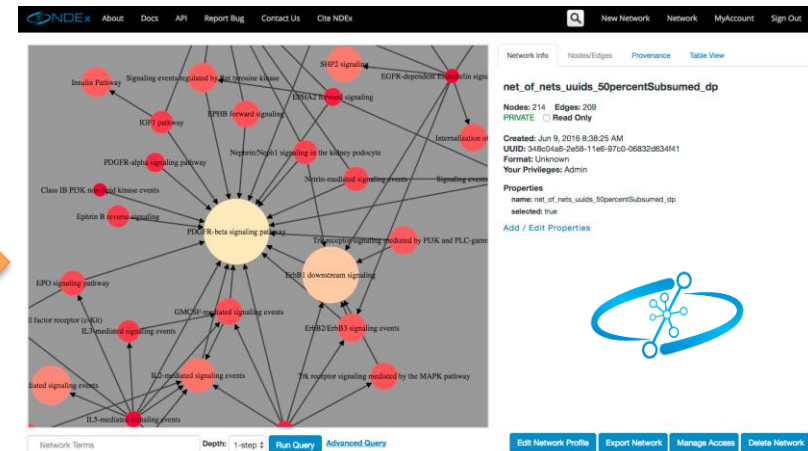 NDEx About Docs API Report Bug Contact Us Cite NDEx New Network Network MyAccount Sign Out
Network Info Nodes/Edges Provenance Table View
net_of_nets_uuids_50percentSubsumed_dp
Nodes: 214 Edges: 209
PRIVATE Read Only
Created: Jun 9, 2016 8:38:25 AM
UUID: 348c04a6-2e58-11e6-97c0-06832d634f41
Format: Unknown
Your Privileges: Admin
Properties
name: net_of_nets_uuids_50percentSubsumed_dp
selected: true
Add / Edit Properties
SHP2 signaling
Insulin Pathway
Signaling events regulated by Ret tyrosine kinase
EGFR-dependent Endothelin sign
EPHA2 forward signaling
IGF1 pathway
EPHB forward signaling
Internalization of
Nephrin/Neph1 signaling in the kidney podocyte
PDGFR-alpha signaling pathway
Netrin-mediated signaling events
Signaling events
Class IB PI3K non-lipid kinase events
Ephrin B reverse signaling
PDGFR-beta signaling pathway
Trk receptor signaling mediated by PI3K and PLC-gamm
EPO signaling pathway
ErbB1 downstream signaling
GMCSF-mediated signaling events
ll factor receptor (c-Kit)
IL3-mediated signaling events
ErbB2/ErbB3 signaling events
IL2-mediated signaling events
Trk receptor signaling mediated by the MAPK pathway
iated signaling events
IL5-mediated signaling events
Network Terms Depth: 1-step Run Query Advanced Query
Edit Network Profile Export Network Manage Access Delete Network